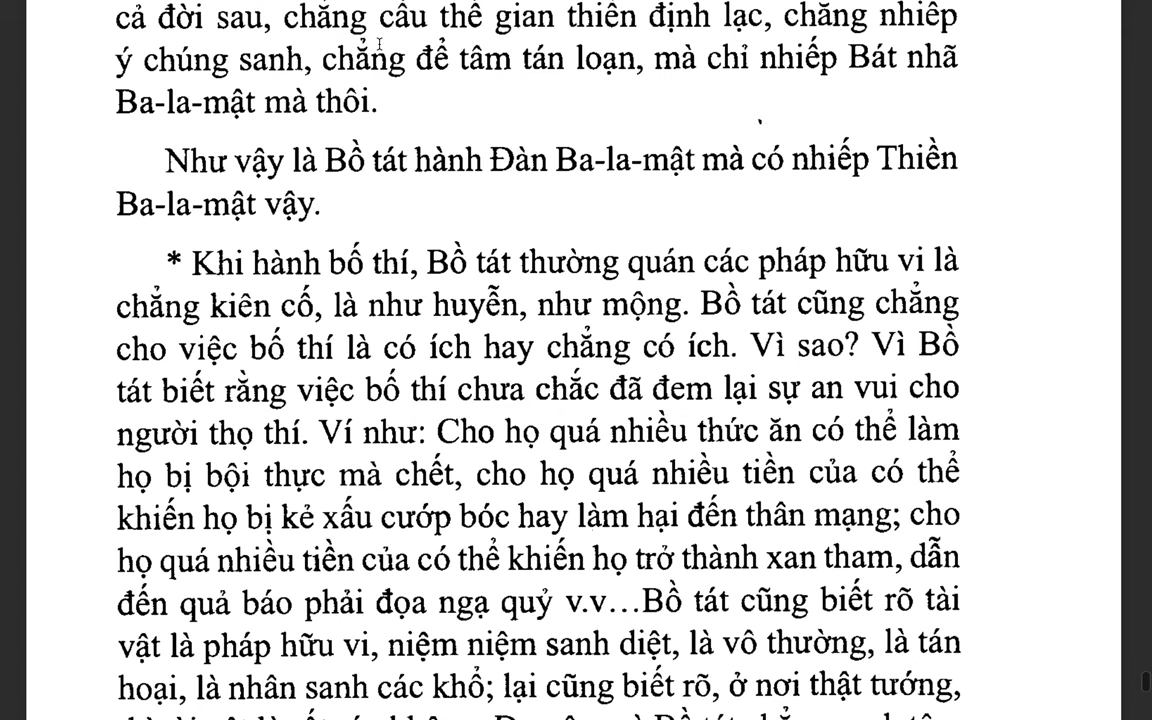 cả đời sau, chẳng cầu thế gian thiền định lạc, chẳng nhiếp
ý chúng sanh, chẳng để tâm tán loạn, mà chỉ nhiếp Bát nhã
Ba-la-mật mà thôi.
Như vậy là Bồ tát hành Đàn Ba-la-mật mà có nhiếp Thiền
Ba-la-mật vậy.
* Khi hành bố thí, Bồ tát thường quán các pháp hữu vi là
chẳng kiên cố, là như huyễn, như mộng. Bồ tát cũng chẳng
cho việc bố thí là có ích hay chẳng có ích. Vì sao? Vì Bồ
tát biết rằng việc bố thí chưa chắc đã đem lại sự an vui cho
người thọ thí. Ví như: Cho họ quá nhiều thức ăn có thể làm
họ bị bội thực mà chết, cho họ quá nhiều tiền của có thể
khiến họ bị kẻ xấu cướp bóc hay làm hại đến thân mạng; cho
họ quá nhiều tiền của có thể khiến họ trở thành xan tham, dẫn
đến quả báo phải đọa ngạ quỷ v.v...Bồ tát cũng biết rõ tài
vật là pháp hữu vi, niệm niệm sanh diệt, là vô thường, là tán
hoại, là nhân sanh các khổ; lại cũng biết rõ, ở nơi thật tướng,